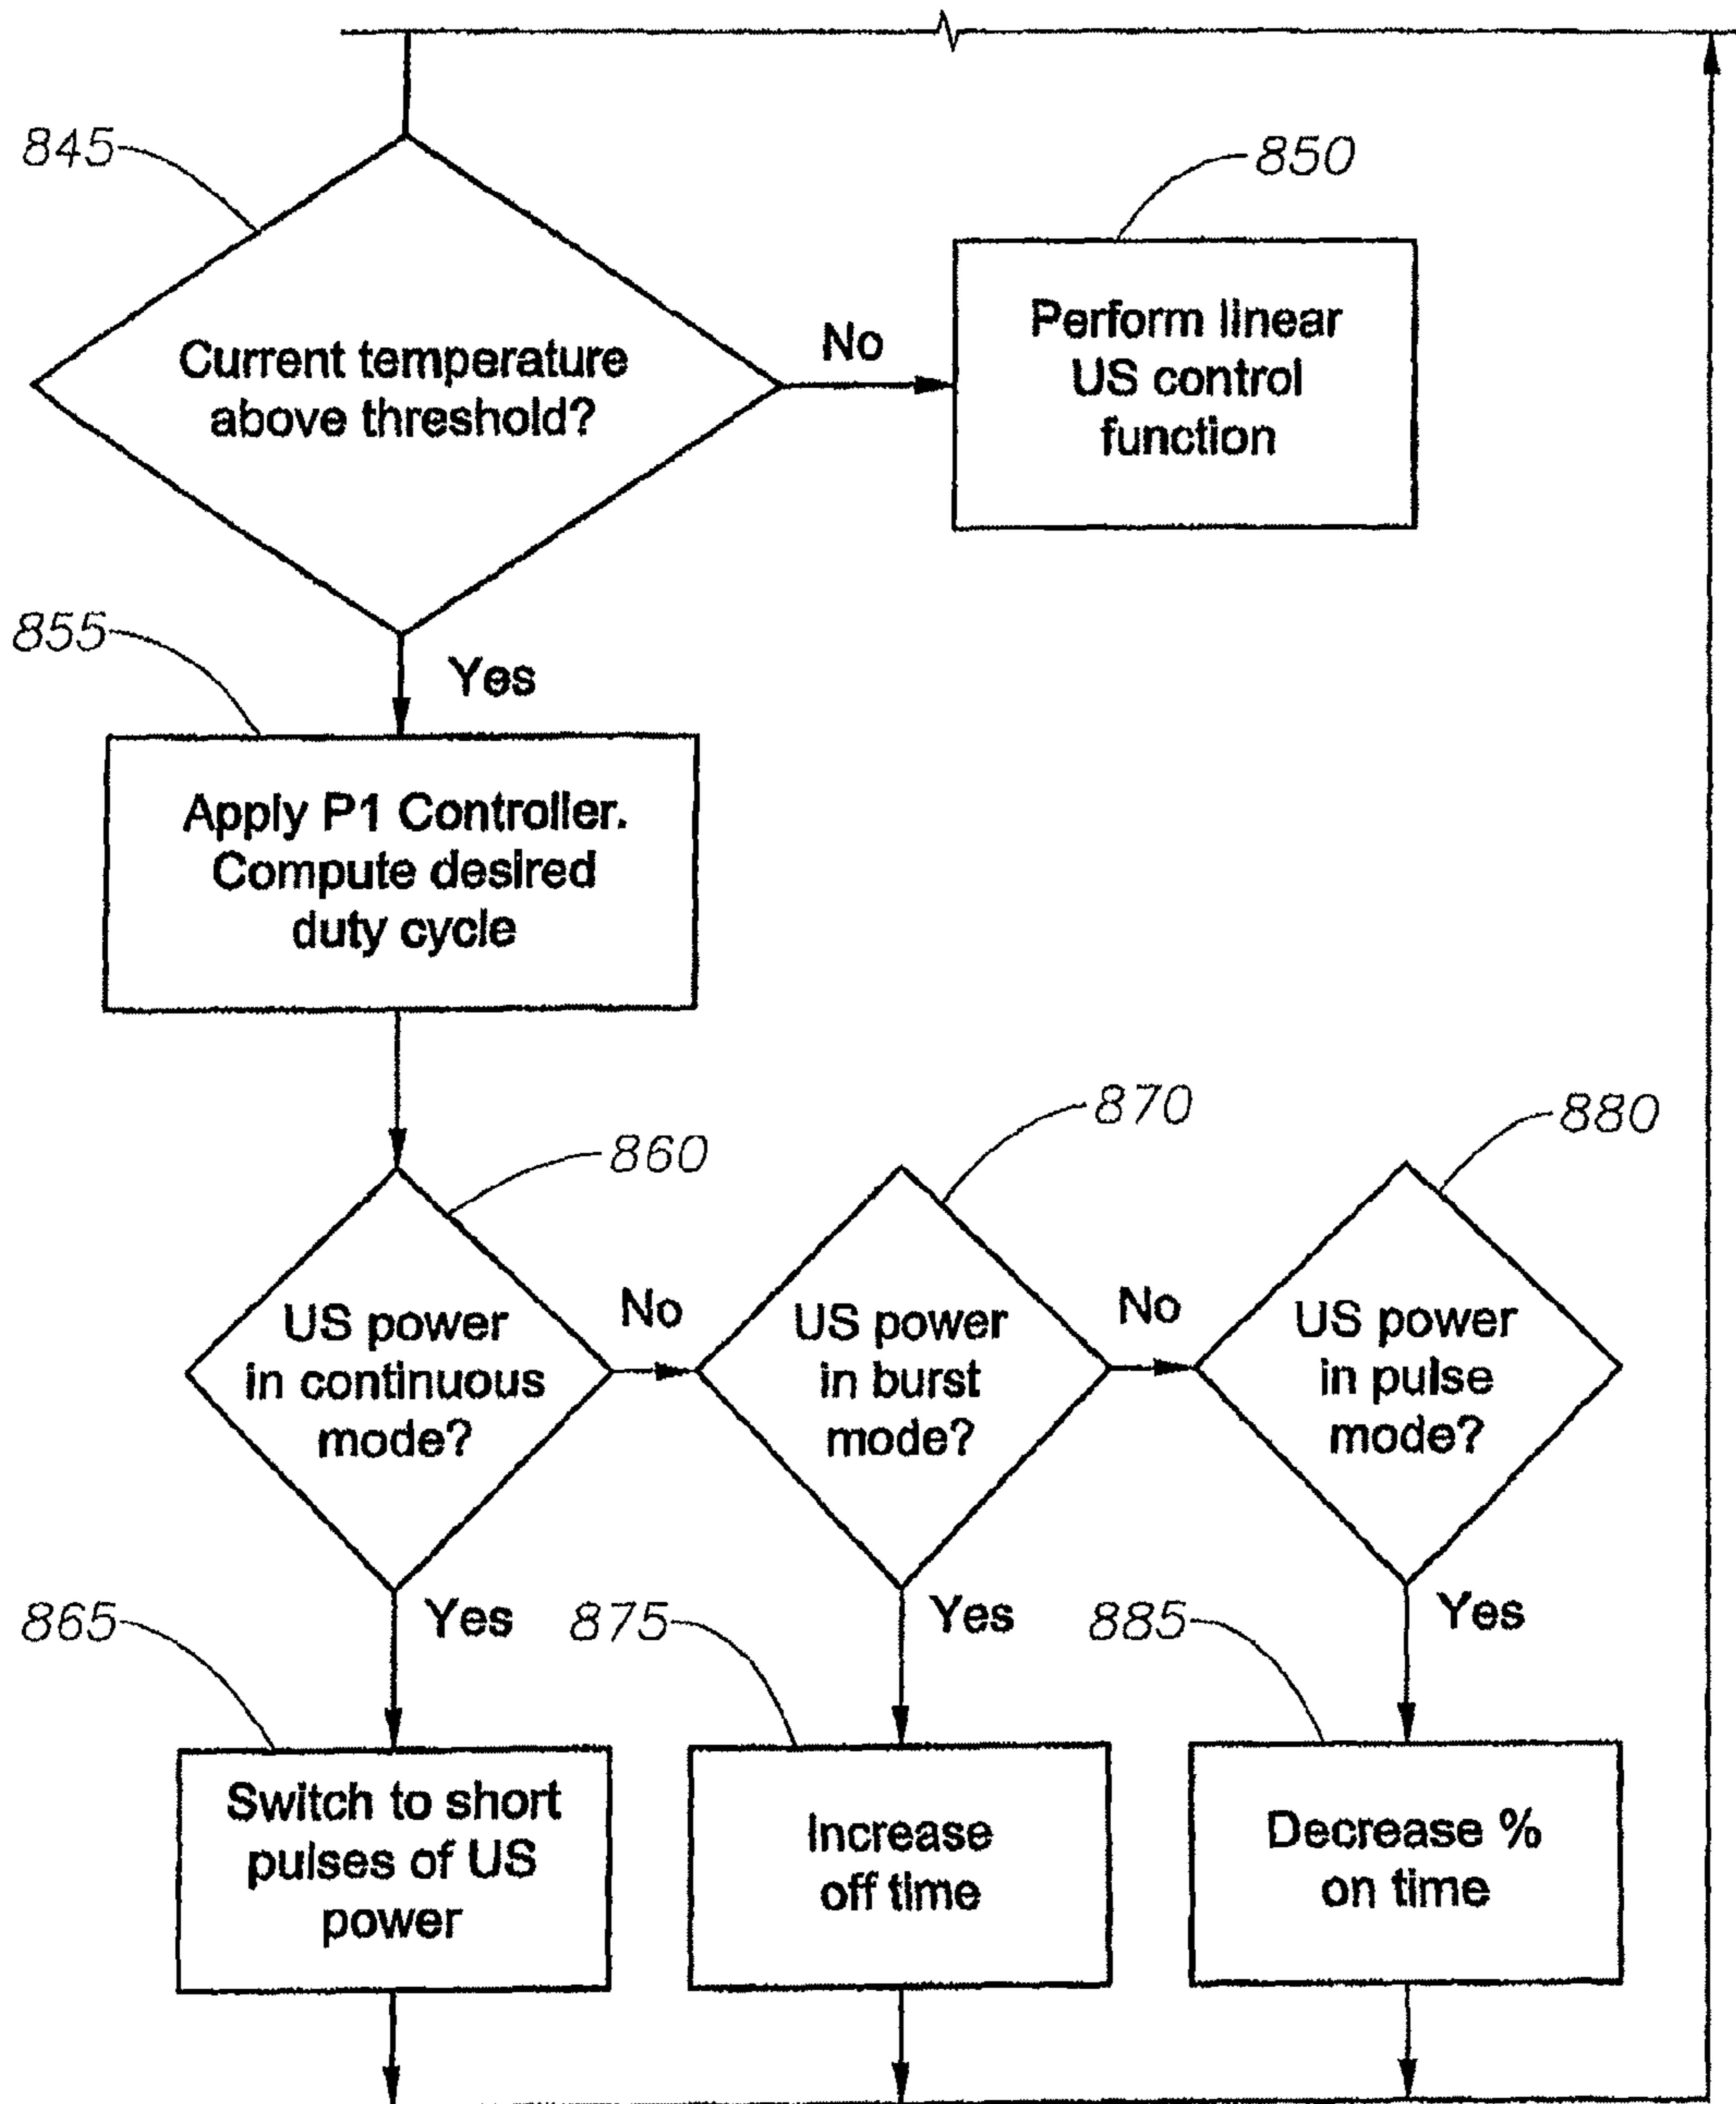 845
850
Current temperature
above threshold?
No
Perform linear
US control
function
855
Yes
Apply P1 Controller.
Compute desired
duty cycle
860
870
880
US power
in continuous
mode?
No
US power
in burst
mode?
No
US power
in pulse
mode?
865
Yes
875
Yes
885
Yes
Switch to short
pulses of US
power
Increase
off time
Decrease %
on time